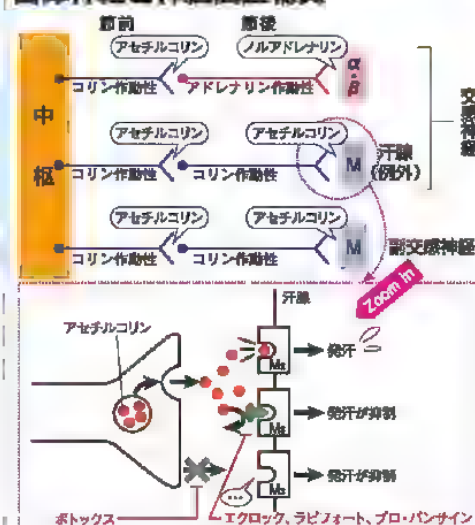 節前 節後
アセチルコリン ノルアドレナリン
α・β
コリン作動性 アドレナリン作動性
交感神経
中枢
アセチルコリン アセチルコリン
M 汗腺
(例外)
コリン作動性 コリン作動性
アセチルコリン アセチルコリン
M 副交感神経
コリン作動性 コリン作動性
Zoom in
汗腺
アセチルコリン
M₃ 発汗
M₃ 発汗が抑制
... M₃ 発汗が抑制
ボトックス エクロック、ラピフォート、プロ・バンサイン